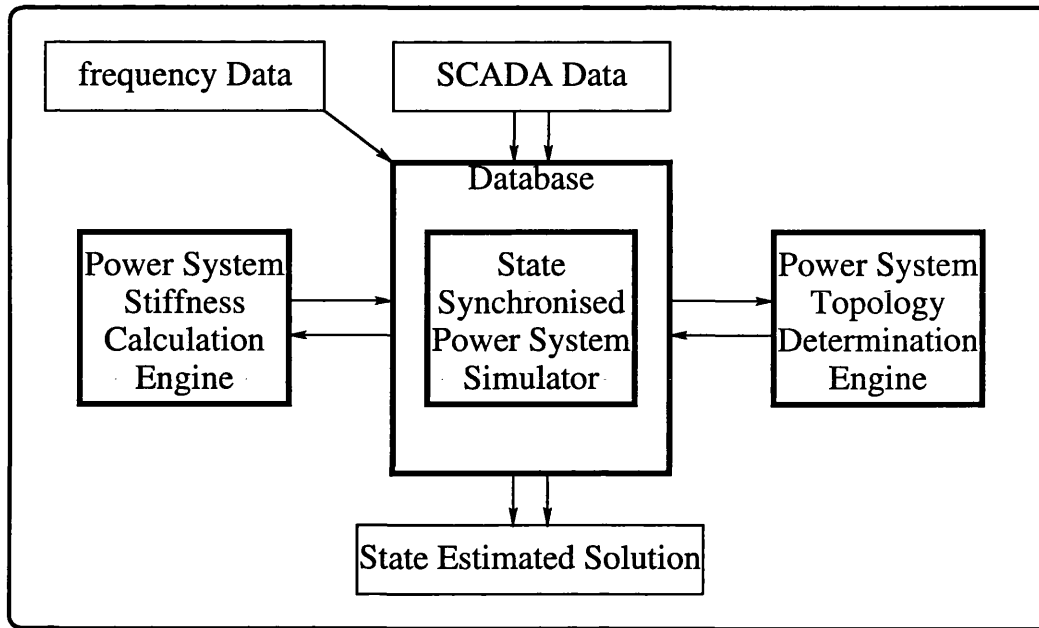 frequency Data
SCADA Data
Database
Power System
Stiffness
Calculation
Engine
State
Synchronised
Power System
Simulator
Power System
Topology
Determination
Engine
State Estimated Solution